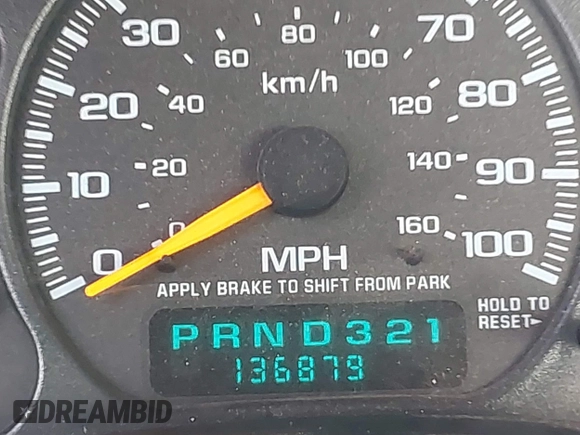 30
70
60
80
100
km/h
20
40
120
80
10
20
140
90
0
0
160
100
MPH
APPLY BRAKE TO SHIFT FROM PARK
HOLD TO
RESET
PRND321
136879
DREAMBID